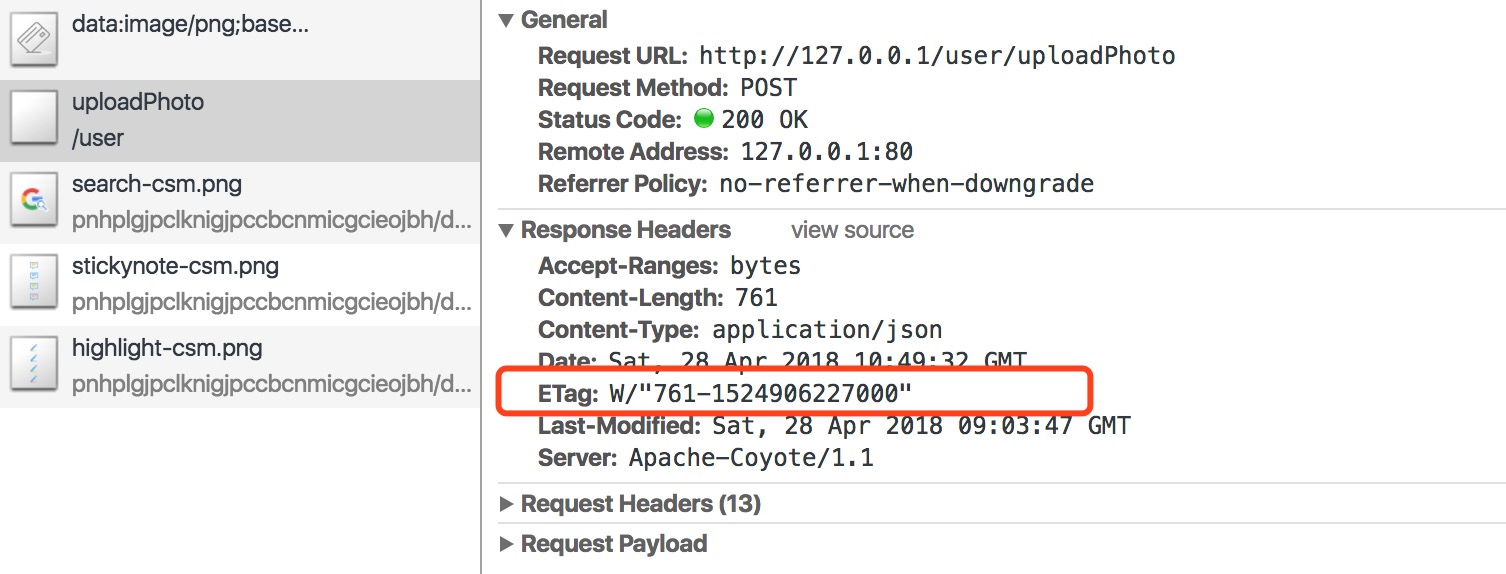 data:image/png;base...
uploadPhoto
/user
search-csm.png
pnhplgjpclknigjpccbcnmicgcieojbh/d...
stickynote-csm.png
pnhplgjpclknigjpccbcnmicgcieojbh/d...
highlight-csm.png
pnhplgjpclknigjpccbcnmicgcieojbh/d...
General
Request URL: http://127.0.0.1/user/uploadPhoto
Request Method: POST
Status Code: 200 OK
Remote Address: 127.0.0.1:80
Referrer Policy: no-referrer-when-downgrade
Response Headers view source
Accept-Ranges: bytes
Content-Length: 761
Content-Type: application/json
Date: Sat, 28 Apr 2018 10:49:32 GMT
ETag: W/"761-1524906227000"
Last-Modified: Sat, 28 Apr 2018 09:03:47 GMT
Server: Apache-Coyote/1.1
Request Headers (13)
Request Payload